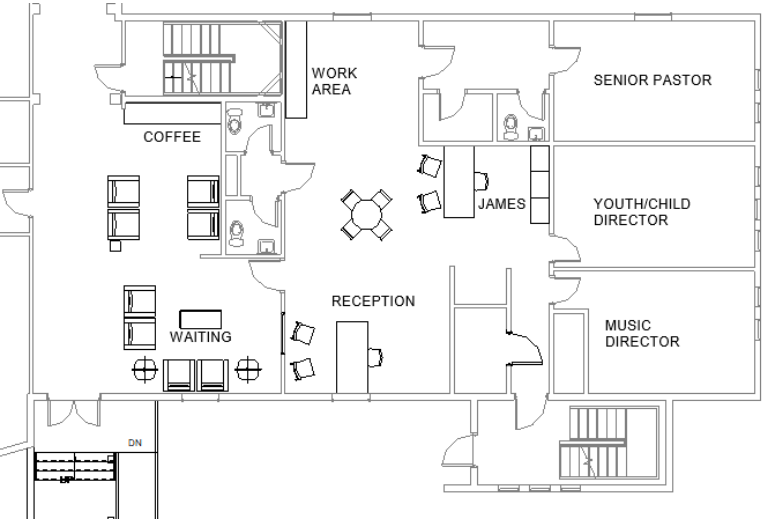 WORK
AREA
SENIOR PASTOR
COFFEE
JAMES
YOUTH/CHILD
DIRECTOR
RECEPTION
WAITING
MUSIC
DIRECTOR
DN
UP